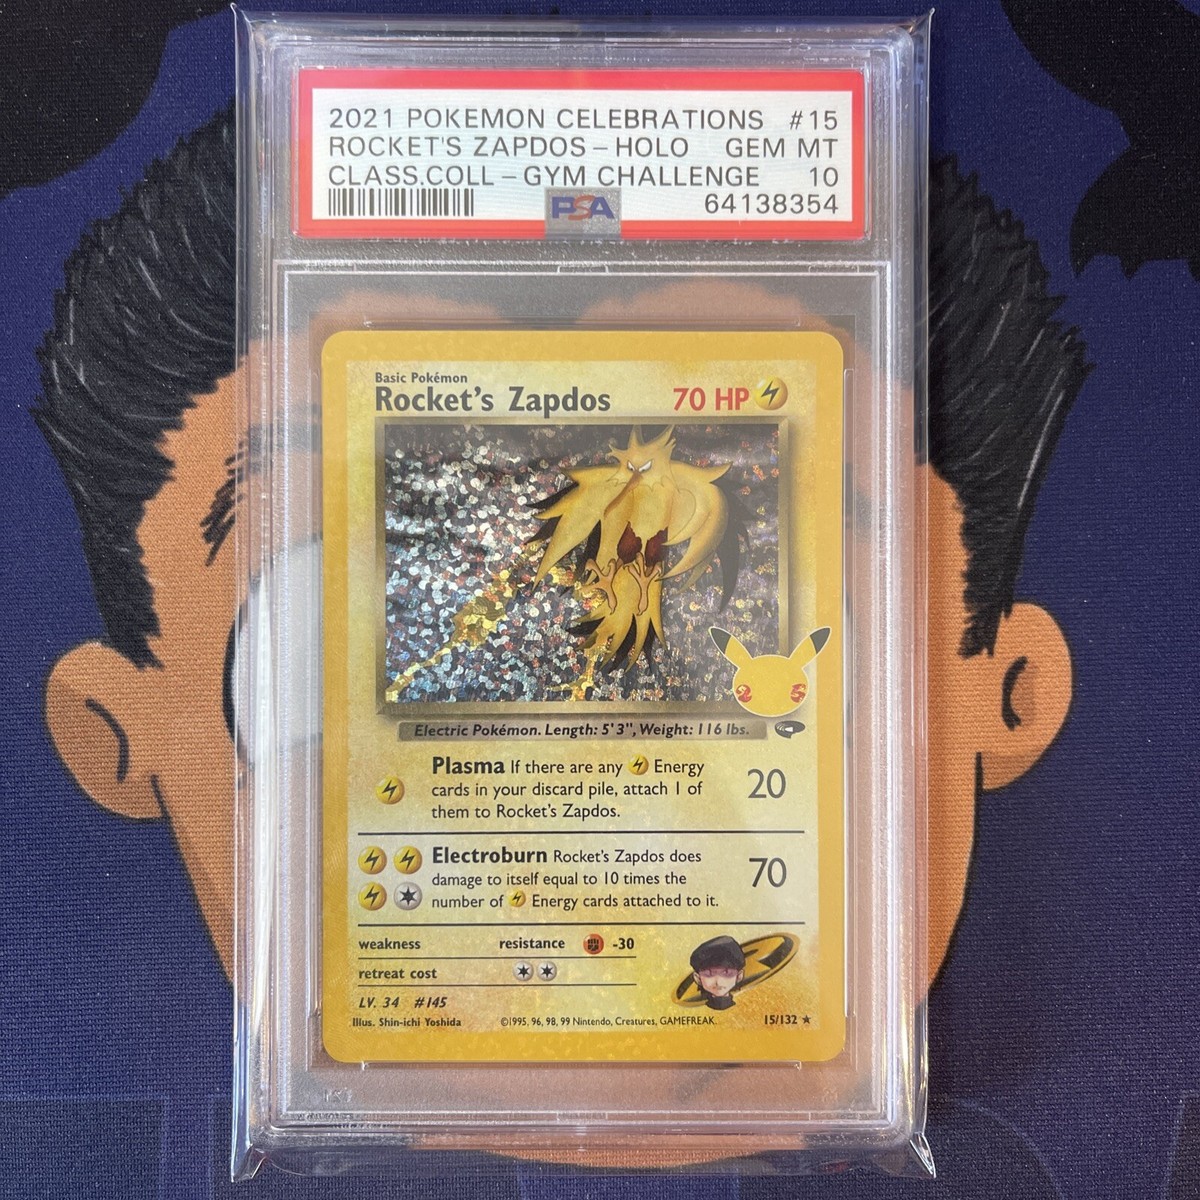 2021 POKEMON CELEBRATIONS #15
ROCKET'S ZAPDOS - HOLO GEM MT
CLASS.COLL - GYM CHALLENGE 10
PSA 64138354
Basic Pokémon
Rocket's Zapdos 70 HP
25
Electric Pokémon. Length: 5' 3", Weight: 116 lbs.
Plasma If there are any Energy
cards in your discard pile, attach 1 of
them to Rocket's Zapdos.
20
Electroburn Rocket's Zapdos does
damage to itself equal to 10 times the
number of Energy cards attached to it.
70
weakness resistance -30
retreat cost
LV. 34 #145
Illus. Shin-ichi Yoshida ©1995, 96, 98, 99 Nintendo, Creatures, GAMEFREAK. 15/132 ★